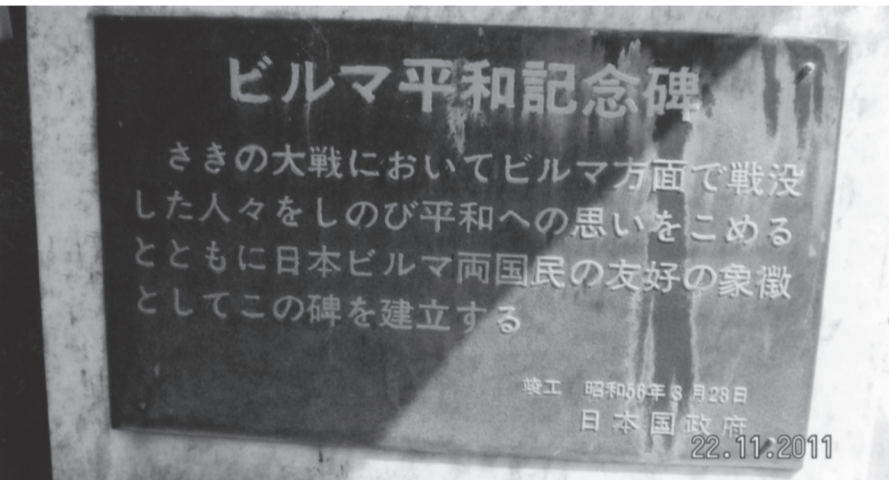 ビルマ平和記念碑
さきの大戦においてビルマ方面で戦没
した人々をしのび平和への思いをこめる
とともに日本ビルマ両国民の友好の象徴
としてこの碑を建立する
竣工 昭和56年3月28日
日本国政府
22.11.2011